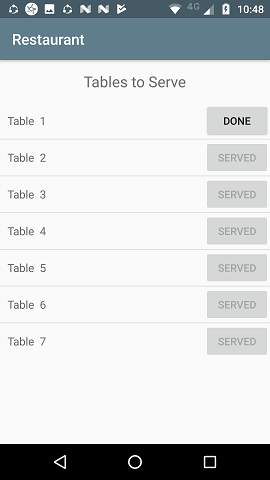 4G 10:48
Restaurant
Tables to Serve
Table 1 DONE
Table 2 SERVED
Table 3 SERVED
Table 4 SERVED
Table 5 SERVED
Table 6 SERVED
Table 7 SERVED